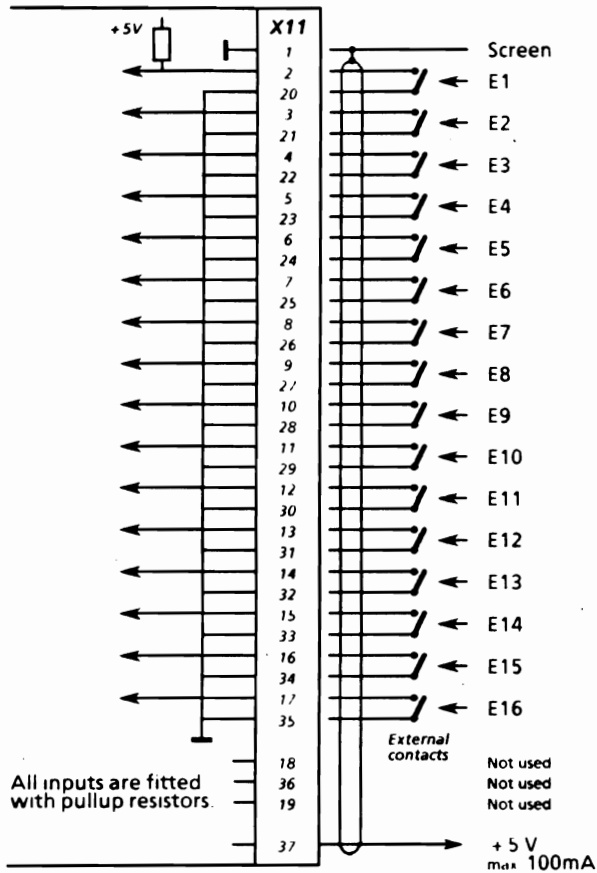 X11
+5V
1 Screen
2
20 E1
3
21 E2
4
22 E3
5
23 E4
6
24 E5
7
25 E6
8
26 E7
9
27 E8
10
28 E9
11
29 E10
12
30 E11
13
31 E12
14
32 E13
15
33 E14
16
34 E15
17
35 E16
External
contacts
18 Not used
36 Not used
19 Not used
All inputs are fitted
with pullup resistors.
37 + 5 V
max 100mA